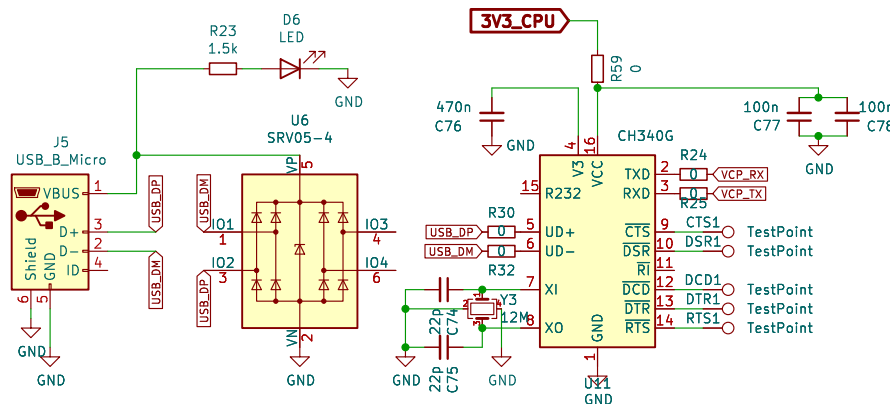 3V3_CPU
R23
1.5k
D6
LED
GND
R59
0
470n
C76
GND
100n
C77
100n
C78
GND
J5
USB_B_Micro
VBUS
1
D+
3
D-
2
ID
4
Shield
GND
6
5
GND
GND
USB_DP
USB_DM
U6
SRV05-4
VP
5
USB_DM
IO1
1
IO2
3
USB_DP
IO3
4
IO4
6
VN
2
GND
CH340G
4
V3
16
VCC
15
R232
USB_DP
R30
0
5
UD+
USB_DM
0
R32
6
UD-
7
XI
8
XO
22p
C74
22p
C75
Y3
12M
1
2
3
4
GND
GND
TXD
2
R24
0
VCP_RX
RXD
3
0
R25
VCP_TX
CTS
9
CTS1
TestPoint
DSR
10
DSR1
TestPoint
RI
11
DCD
12
DCD1
TestPoint
DTR
13
DTR1
TestPoint
RTS
14
RTS1
TestPoint
GND
1
U11
GND